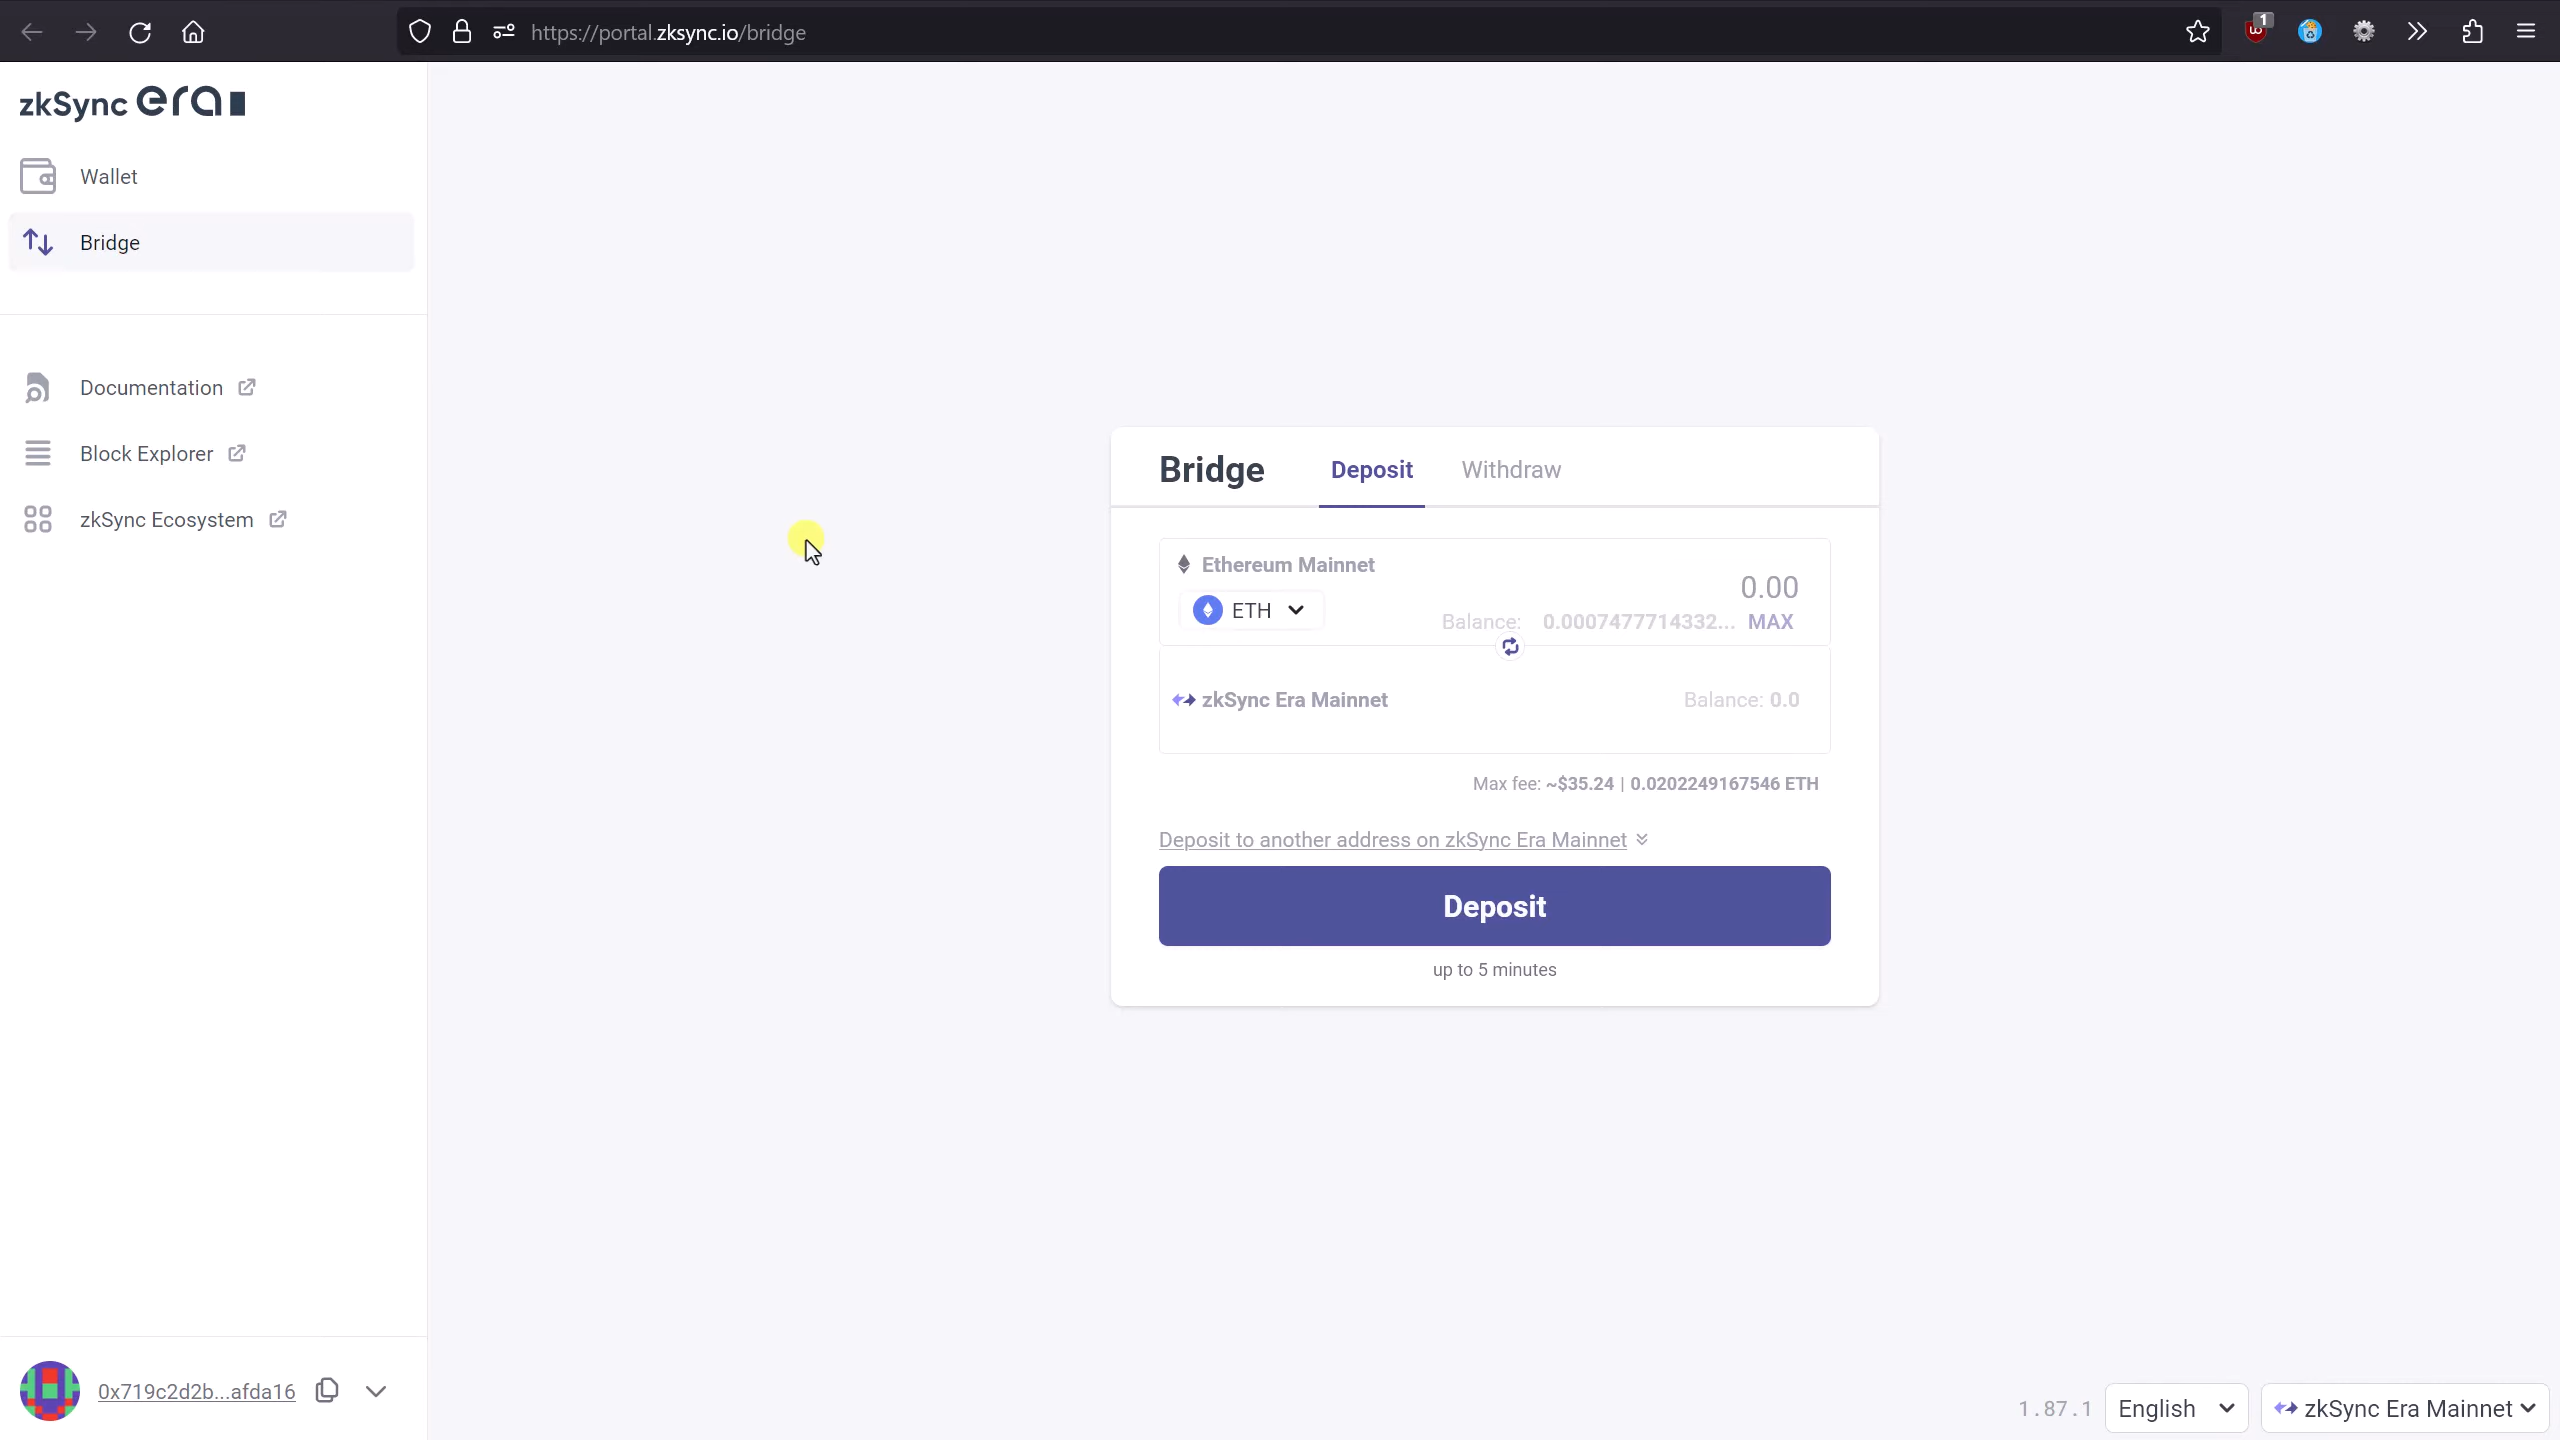 https://portal.zksync.io/bridge
1
zkSync era
Wallet
Bridge
Documentation
Block Explorer
zkSync Ecosystem
Bridge
Deposit
Withdraw
Ethereum Mainnet
0.00
ETH
Balance: 0.0007477714332... MAX
zkSync Era Mainnet
Balance: 0.0
Max fee: ~$35.24 | 0.0202249167546 ETH
Deposit to another address on zkSync Era Mainnet
Deposit
up to 5 minutes
0x719c2d2b...afda16
1.87.1
English
zkSync Era Mainnet